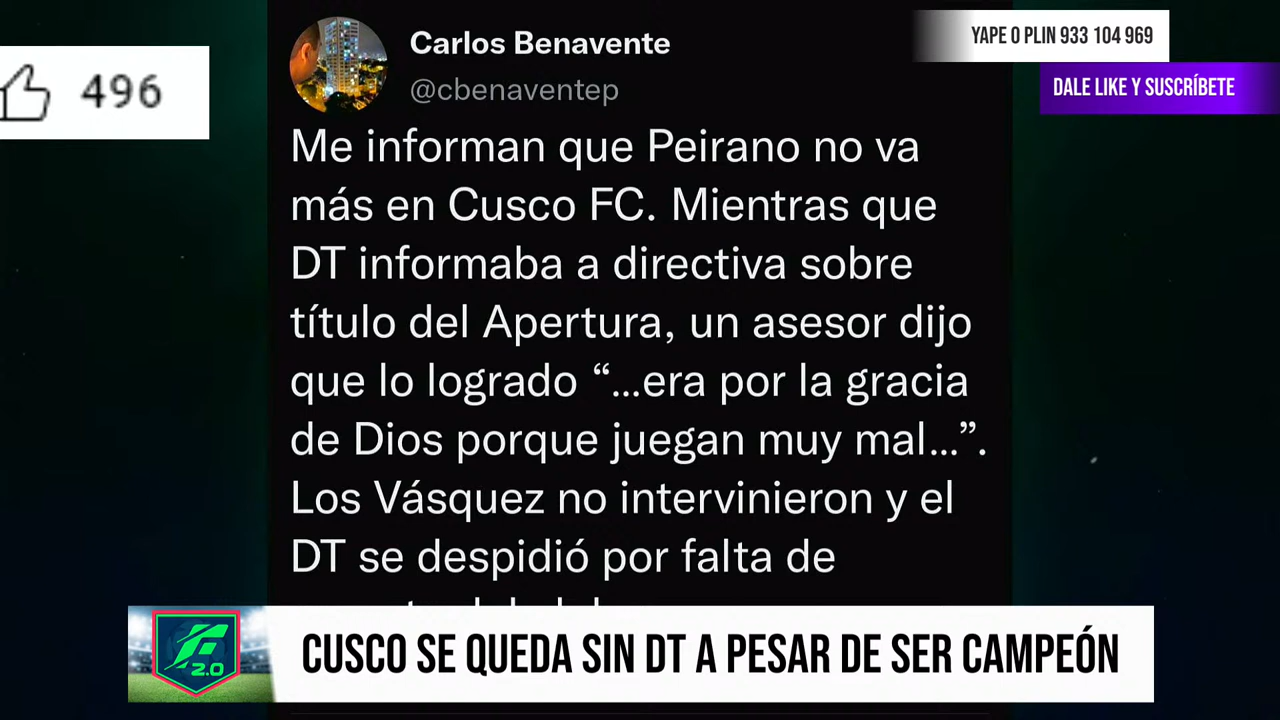 Carlos Benavente
@cbenaventep
YAPE O PLIN 933 104 969
DALE LIKE Y SUSCRÍBETE
496
Me informan que Peirano no va
más en Cusco FC. Mientras que
DT informaba a directiva sobre
título del Apertura, un asesor dijo
que lo logrado “...era por la gracia
de Dios porque juegan muy mal...”.
Los Vásquez no intervinieron y el
DT se despidió por falta de
CUSCO SE QUEDA SIN DT A PESAR DE SER CAMPEÓN
F 2.0